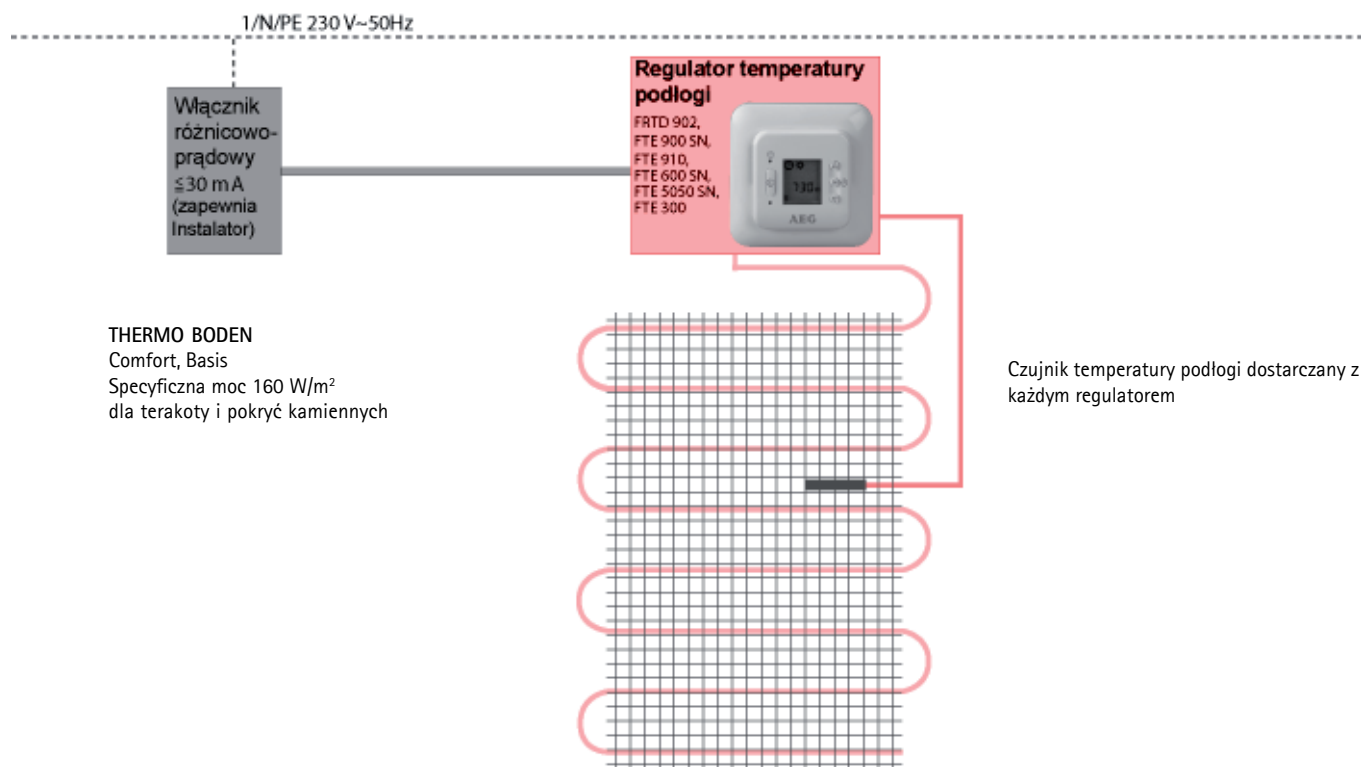 1/N/PE 230 V~50Hz
Włącznik
różnicowo-
prądowy
≦30 mA
(zapewnia
Instalator)
Regulator temperatury
podłogi
FRTD 902,
FTE 900 SN,
FTE 910,
FTE 600 SN,
FTE 5050 SN,
FTE 300
730
AEG
THERMO BODEN
Comfort, Basis
Specyficzna moc 160 W/m²
dla terakoty i pokryć kamiennych
Czujnik temperatury podłogi dostarczany z
każdym regulatorem